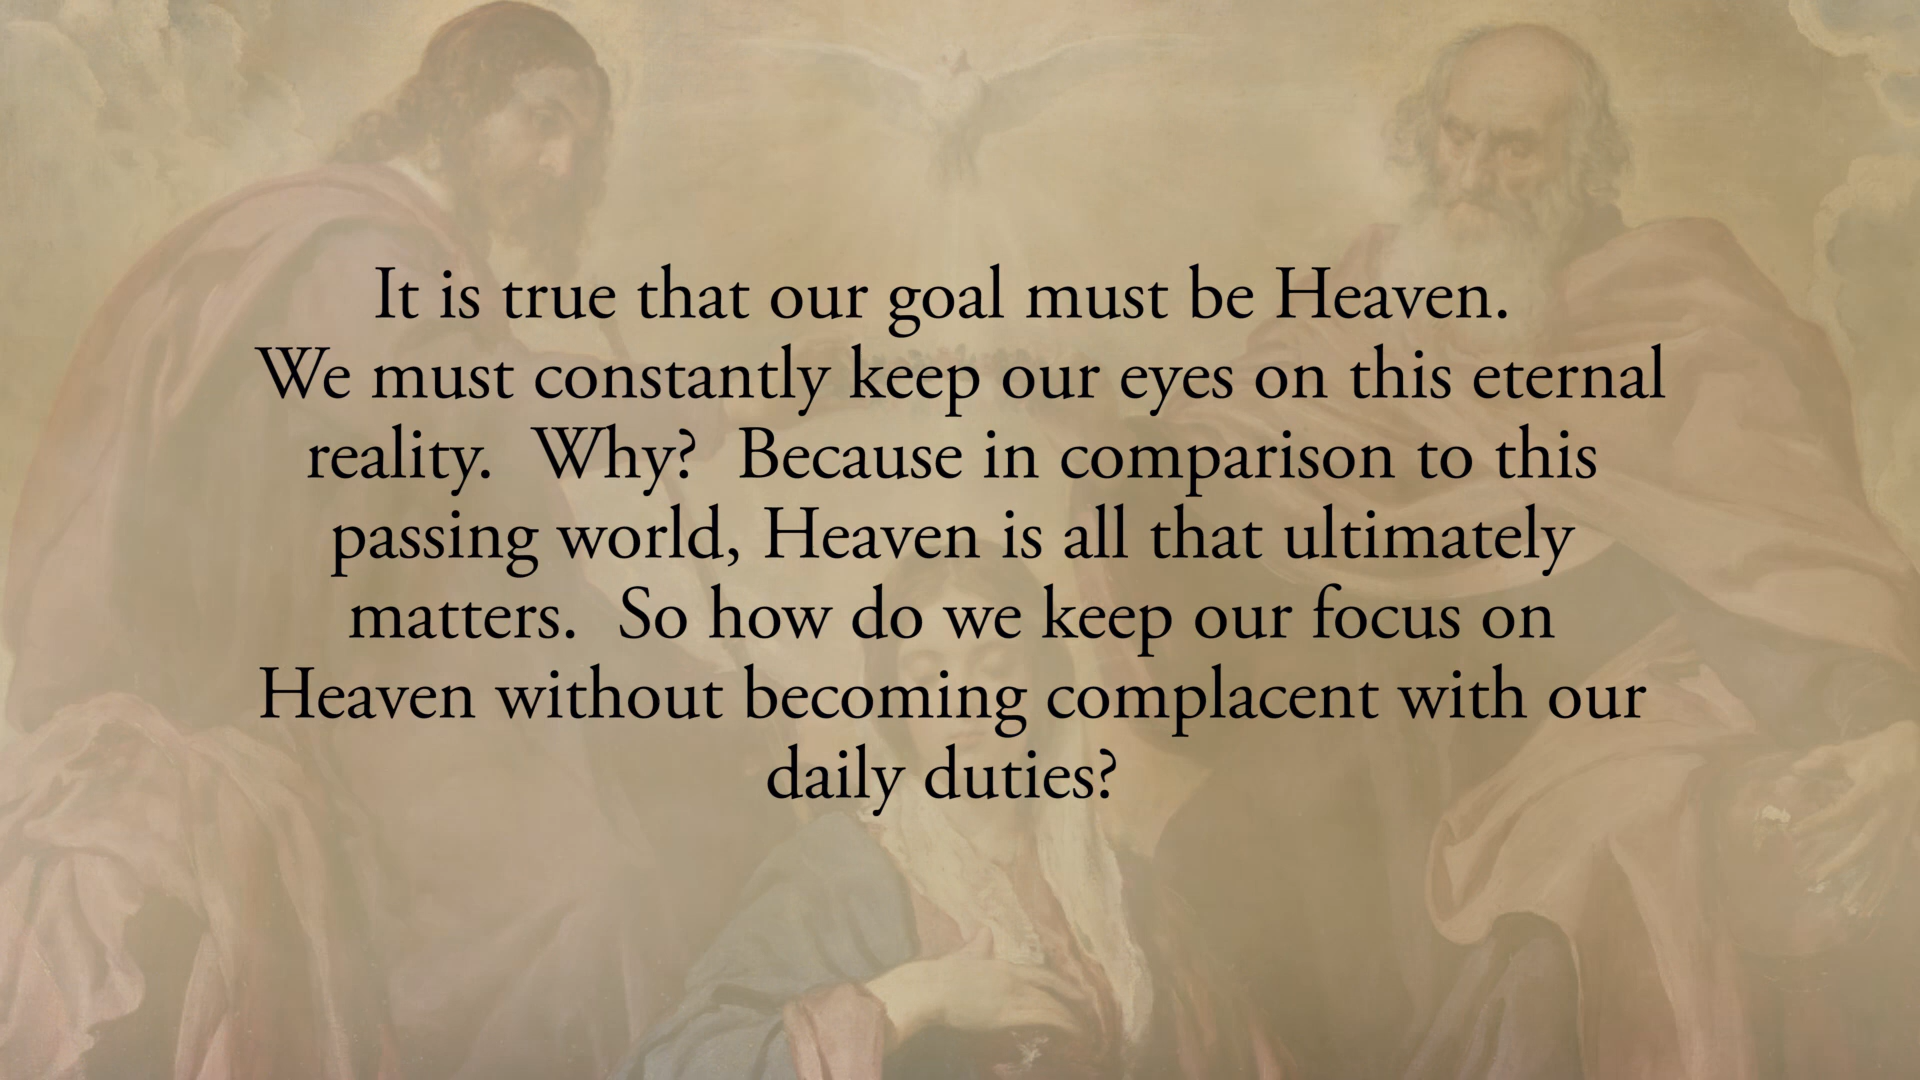 It is true that our goal must be Heaven.
We must constantly keep our eyes on this eternal
reality.  Why?  Because in comparison to this
passing world, Heaven is all that ultimately
matters.  So how do we keep our focus on
Heaven without becoming complacent with our
daily duties?